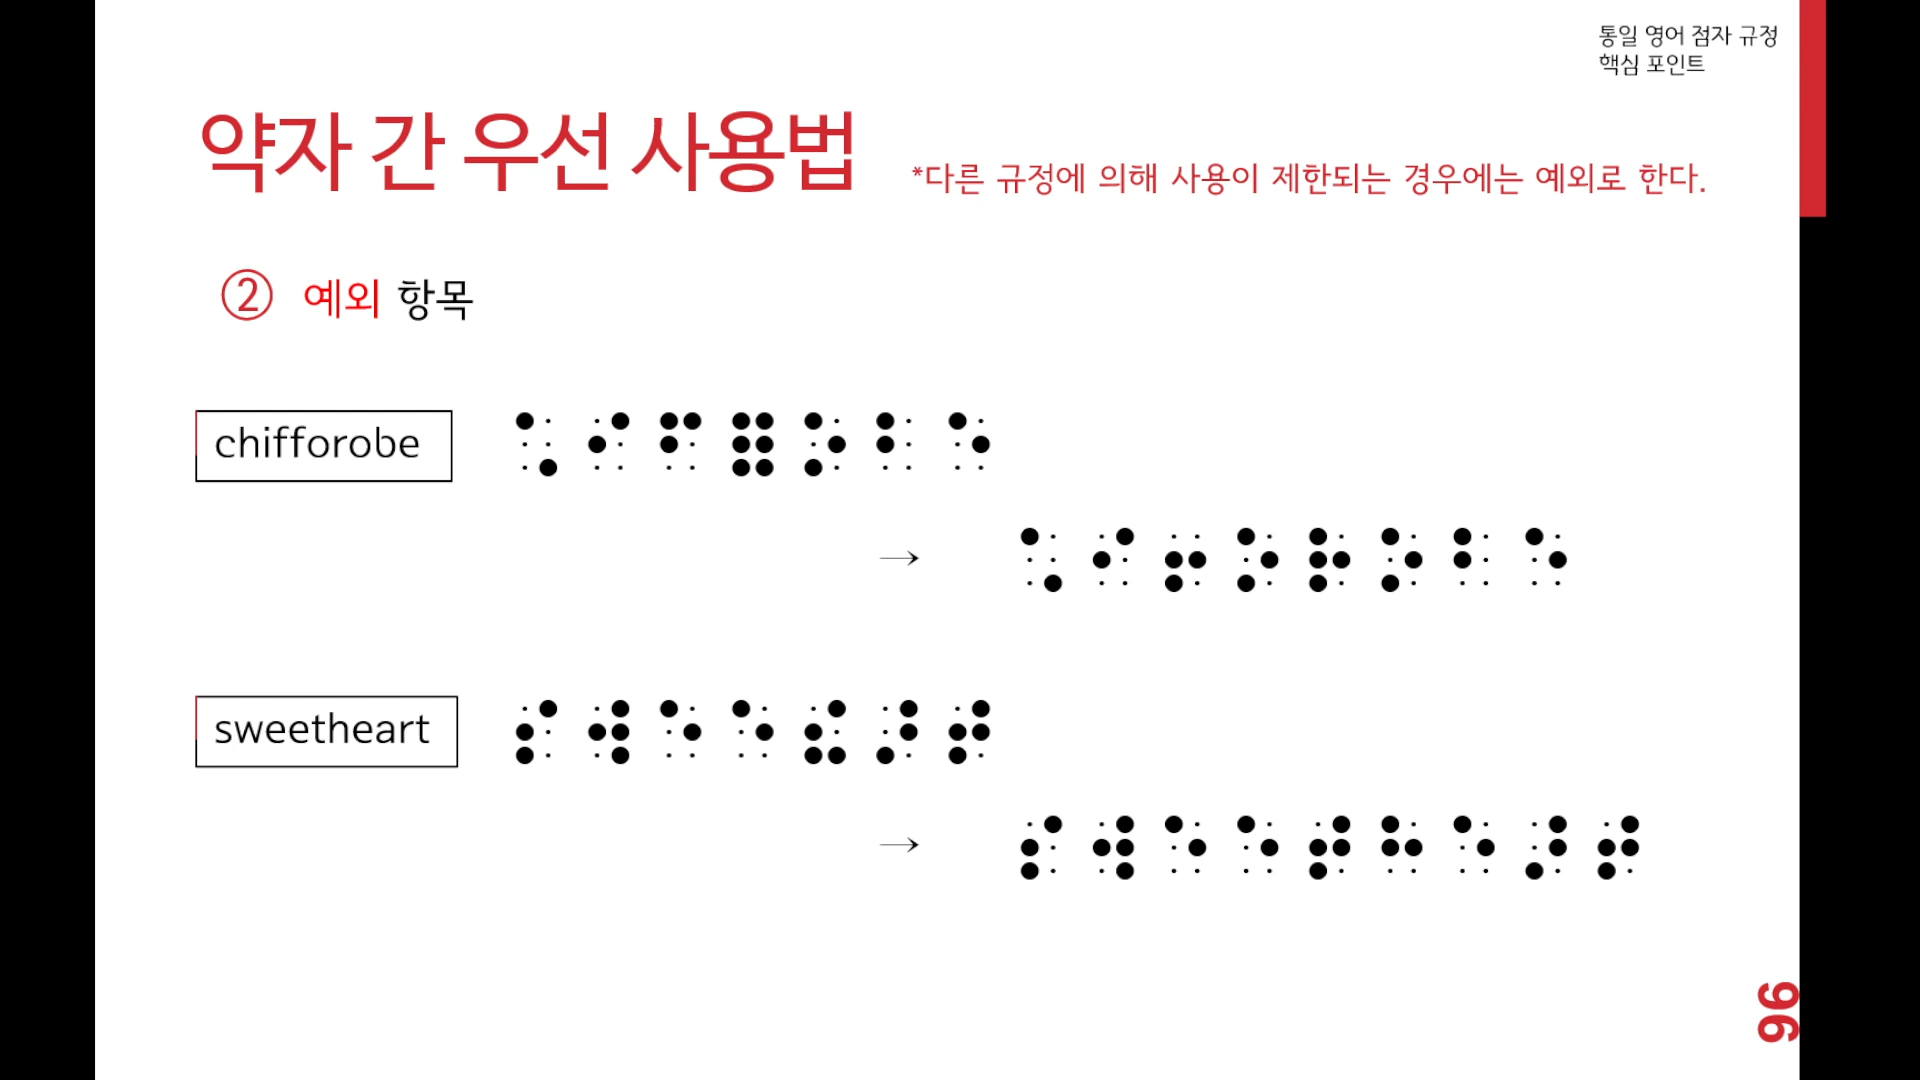 통일 영어 점자 규정
핵심 포인트
약자 간 우선 사용법 *다른 규정에 의해 사용이 제한되는 경우에는 예외로 한다.
② 예외 항목
chifforobe ⠡⠊⠋⠿⠕⠃⠑
→ ⠡⠊⠖⠕⠗⠕⠃⠑
sweetheart ⠎⠺⠑⠑⠮⠜⠞
→ ⠎⠺⠑⠑⠞⠓⠑⠜⠞
96